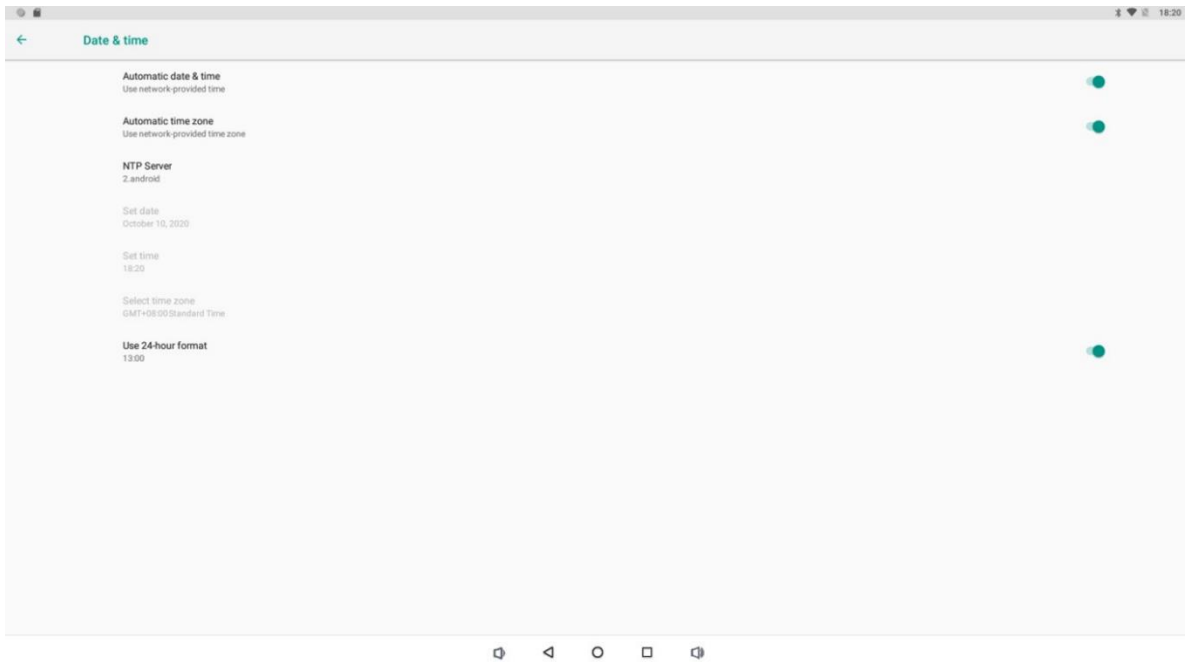 18:20
Date & time
Automatic date & time
Use network-provided time
Automatic time zone
Use network-provided time zone
NTP Server
2.android
Set date
October 10, 2020
Set time
18:20
Select time zone
GMT+08:00 Standard Time
Use 24-hour format
13:00